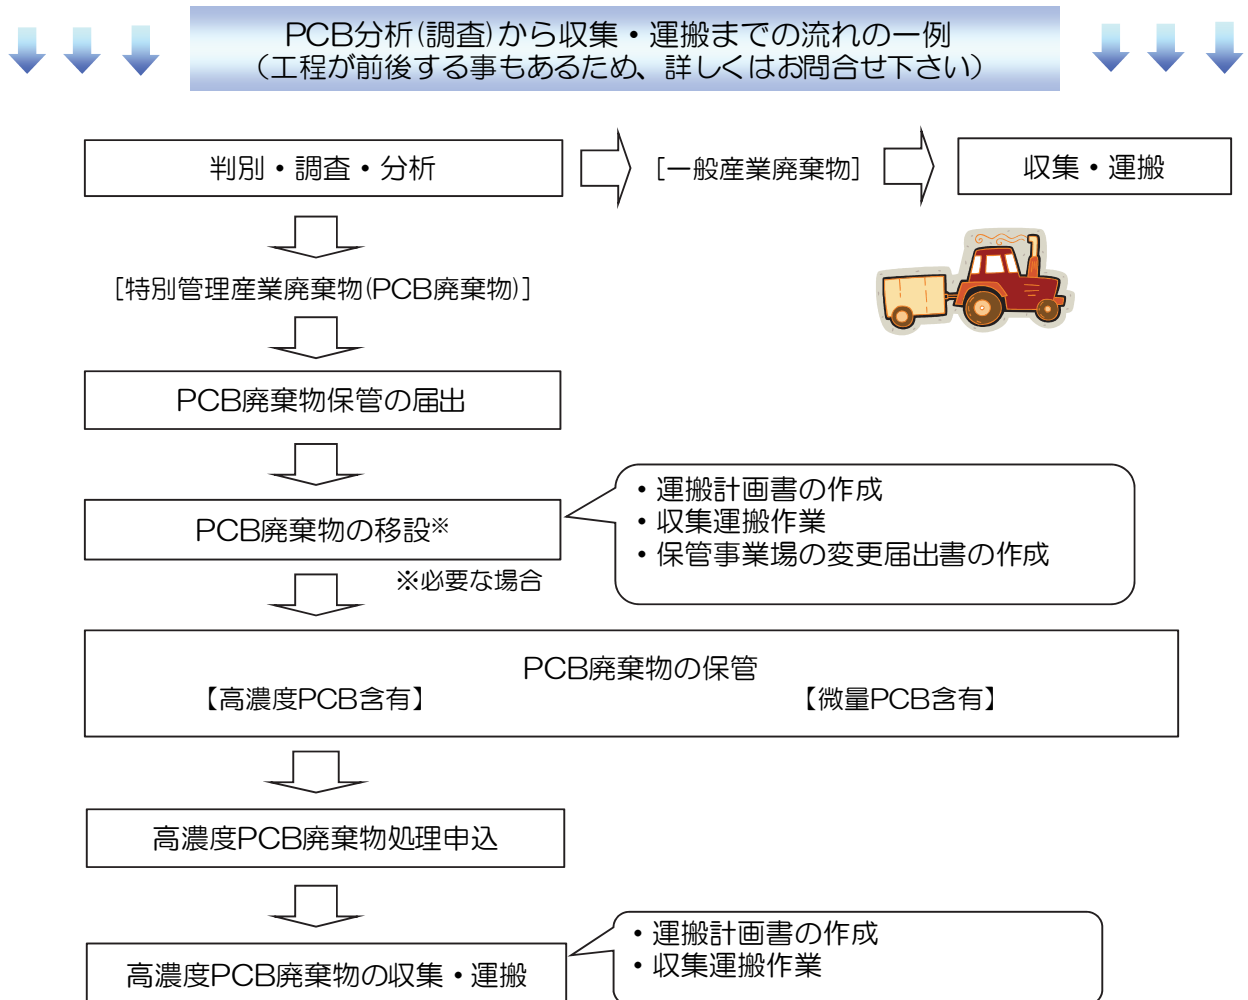 PCB分析(調査)から収集・運搬までの流れの一例
（工程が前後する事もあるため、詳しくはお問合せ下さい）
判別・調査・分析
[一般産業廃棄物]
収集・運搬
[特別管理産業廃棄物(PCB廃棄物)]
PCB廃棄物保管の届出
PCB廃棄物の移設※
※必要な場合
・運搬計画書の作成
・収集運搬作業
・保管事業場の変更届出書の作成
PCB廃棄物の保管
【高濃度PCB含有】 【微量PCB含有】
高濃度PCB廃棄物処理申込
高濃度PCB廃棄物の収集・運搬
・運搬計画書の作成
・収集運搬作業